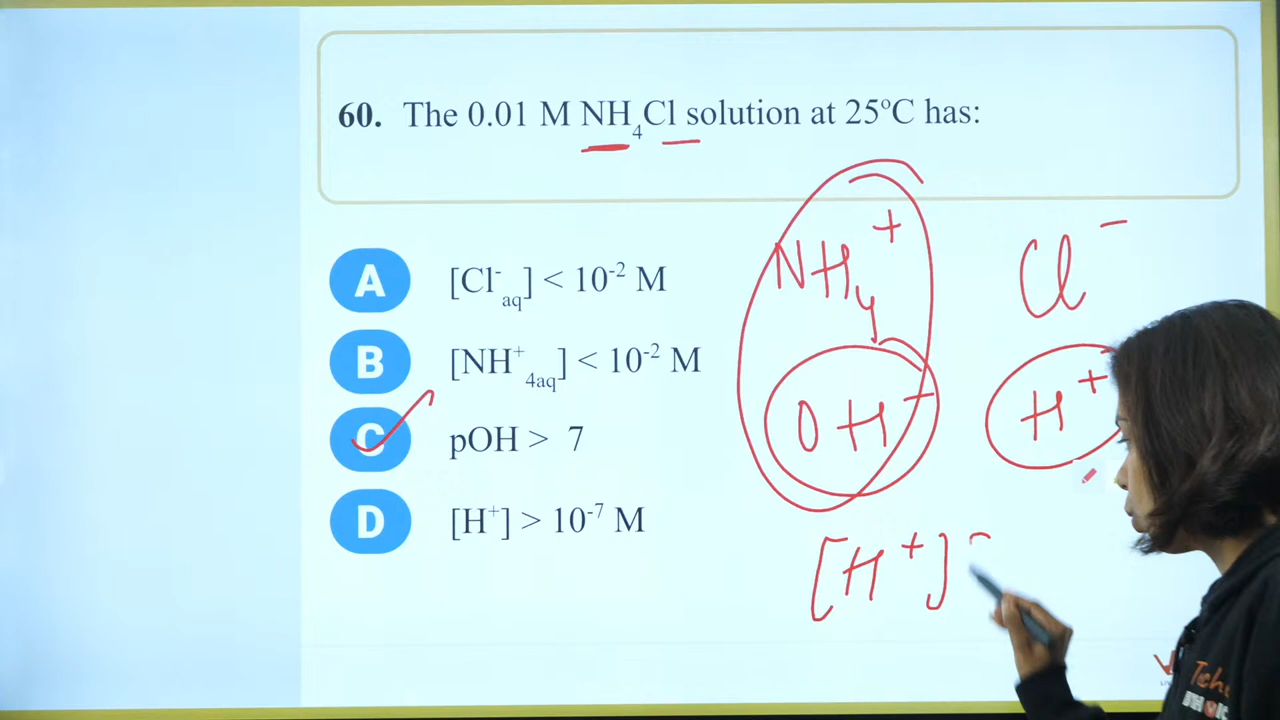 60. The 0.01 M NH₄Cl solution at 25°C has:
A [Cl⁻aq] < 10⁻² M
B [NH⁺4aq] < 10⁻² M
C pOH > 7
D [H⁺] > 10⁻⁷ M
NH₄⁺ Cl⁻
OH⁻ H⁺
[H⁺]